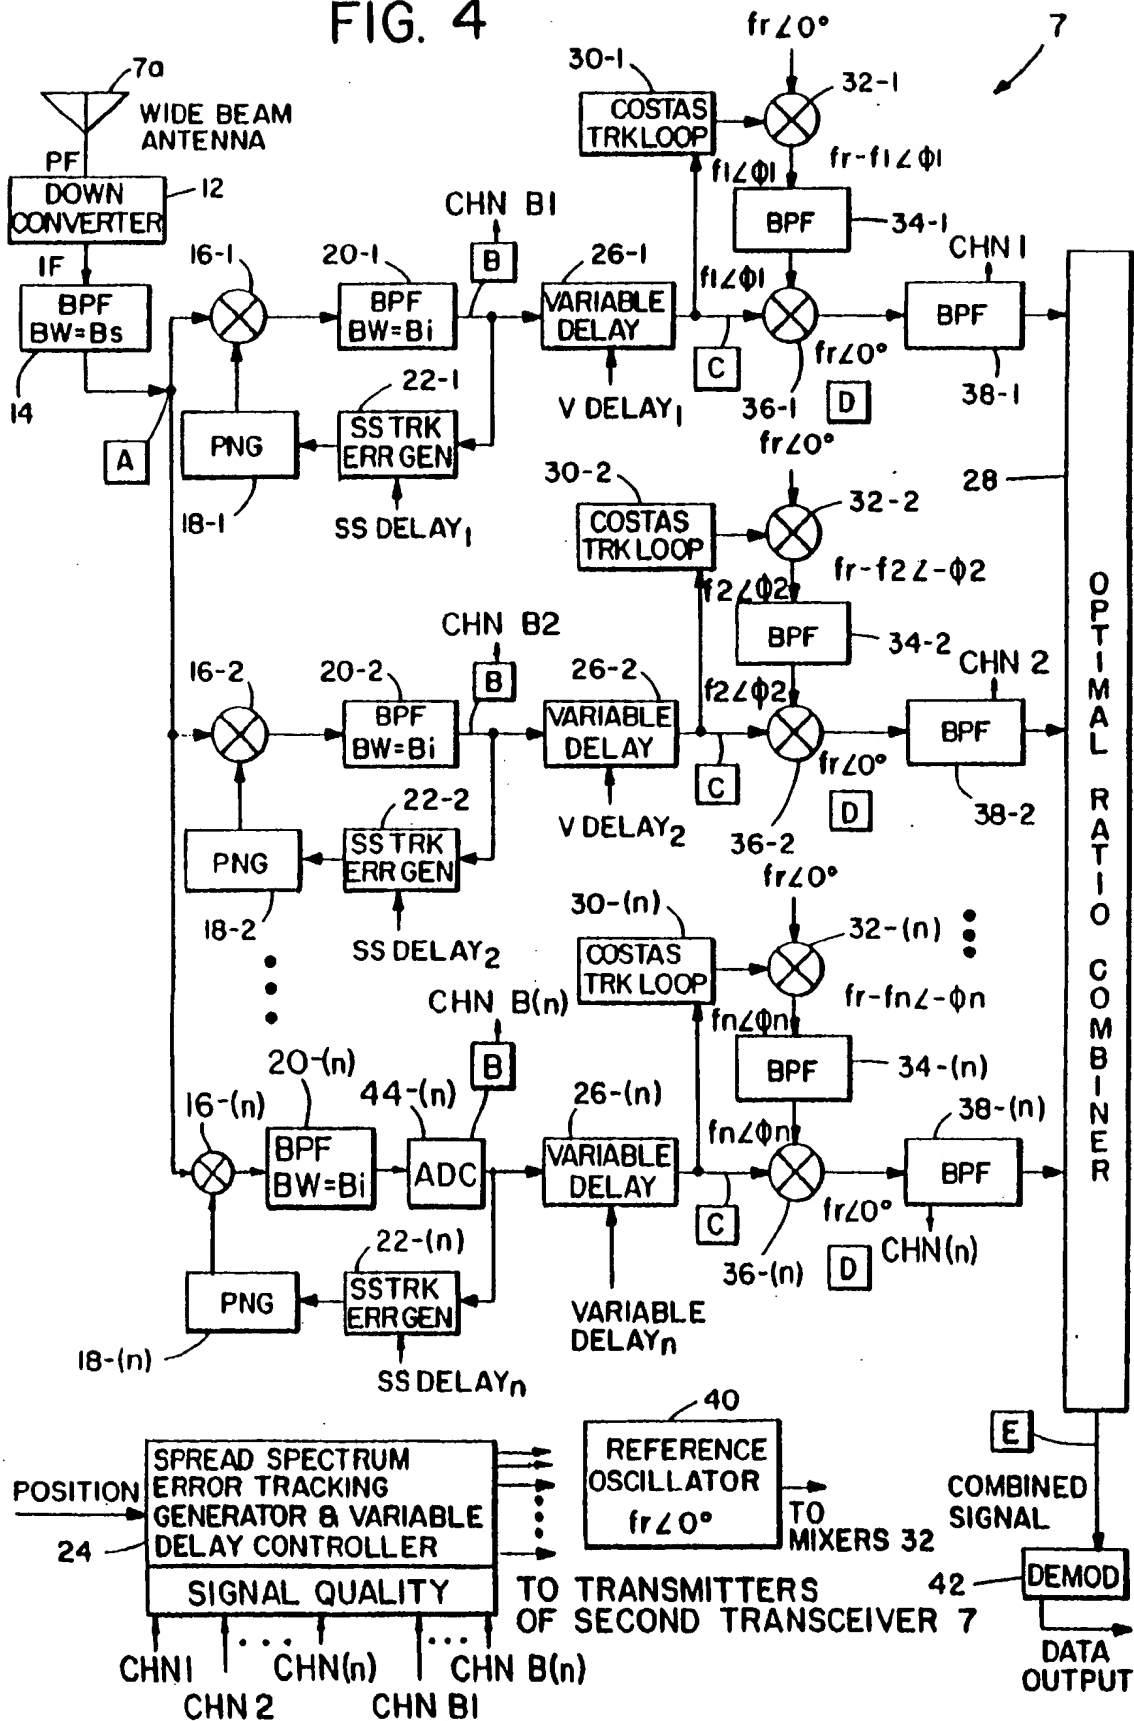 FIG. 4
7
7a
WIDE BEAM
ANTENNA
PF
DOWN
CONVERTER
12
IF
BPF
BW=Bs
14
A
16-1
PNG
18-1
20-1
BPF
BW=Bi
CHN B1
B
22-1
SS TRK
ERR GEN
SS DELAY1
26-1
VARIABLE
DELAY
V DELAY1
30-1
COSTAS
TRK LOOP
fr∠0°
32-1
fr-f1∠ϕ1
f1∠ϕ1
BPF
34-1
f1∠ϕ1
C
36-1
fr∠0°
D
CHN 1
BPF
38-1
28
OPTIMAL RATIO COMBINER
16-2
PNG
18-2
20-2
BPF
BW=Bi
CHN B2
B
22-2
SS TRK
ERR GEN
SS DELAY2
26-2
VARIABLE
DELAY
V DELAY2
30-2
COSTAS
TRK LOOP
fr∠0°
32-2
fr-f2∠-ϕ2
f2∠ϕ2
BPF
34-2
f2∠ϕ2
C
36-2
fr∠0°
D
CHN 2
BPF
38-2
16-(n)
PNG
18-(n)
20-(n)
BPF
BW=Bi
44-(n)
ADC
CHN B(n)
B
22-(n)
SS TRK
ERR GEN
SS DELAYn
26-(n)
VARIABLE
DELAY
VARIABLE
DELAYn
30-(n)
COSTAS
TRK LOOP
fr∠0°
32-(n)
fr-fn∠-ϕn
fn∠ϕn
BPF
34-(n)
fn∠ϕn
C
36-(n)
fr∠0°
D
38-(n)
BPF
CHN(n)
POSITION
24
SPREAD SPECTRUM
ERROR TRACKING
GENERATOR & VARIABLE
DELAY CONTROLLER
SIGNAL QUALITY
CHN1
CHN 2
CHN(n)
CHN B1
CHN B(n)
TO TRANSMITTERS
OF SECOND TRANSCEIVER 7
40
REFERENCE
OSCILLATOR
fr∠0°
TO
MIXERS 32
E
COMBINED
SIGNAL
42
DEMOD
DATA
OUTPUT